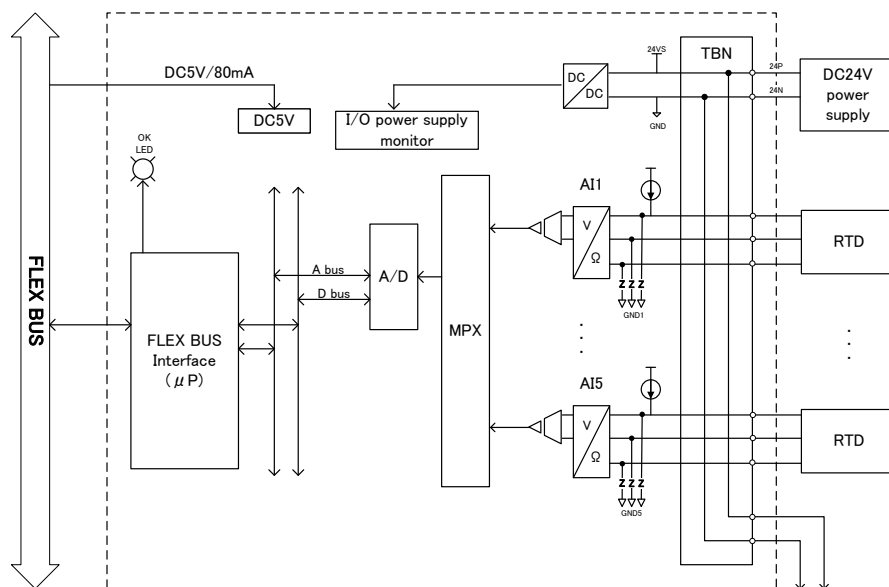 24VS
TBN
DC5V/80mA
DC
DC
24P
24N
DC24V
power
supply
DC5V
I/O power supply
monitor
GND
OK
LED
AI1
V
Ω
RTD
Z Z Z
GND1
FLEX BUS
A bus
D bus
A/D
MPX
FLEX BUS
Interface
(μP)
AI5
V
Ω
RTD
Z Z Z
GND5